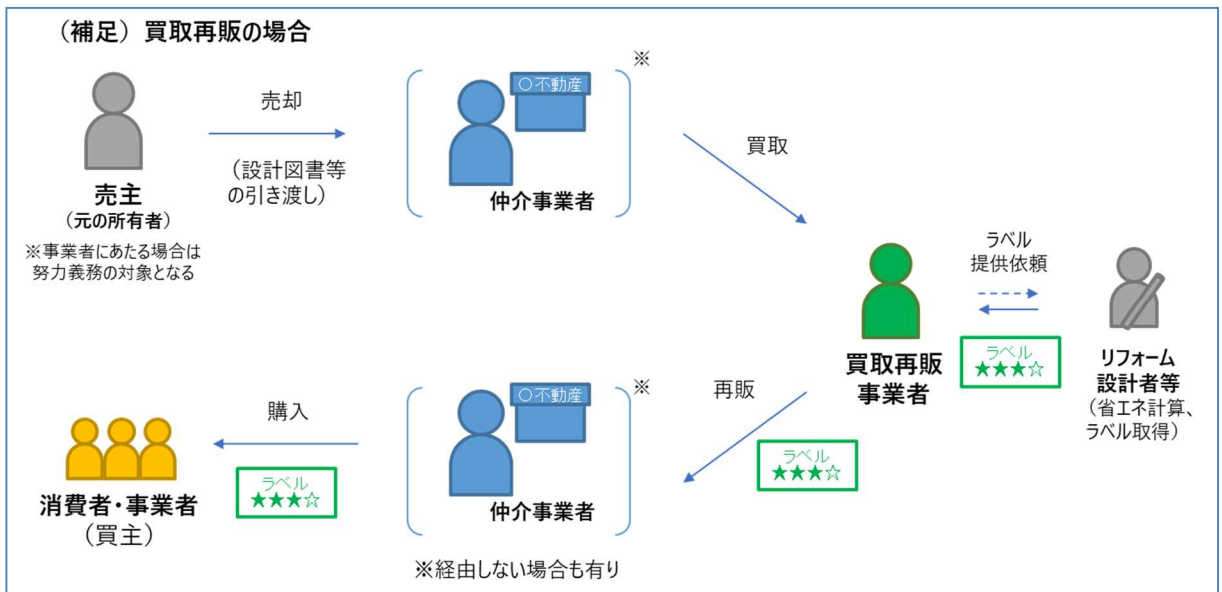 （補足）買取再販の場合
売却
（設計図書等
の引き渡し）
売主
（元の所有者）
※事業者にあたる場合は
努力義務の対象となる
※
○不動産
仲介事業者
買取
ラベル
提供依頼
買取再販
事業者
ラベル
★★★☆
リフォーム
設計者等
（省エネ計算、
ラベル取得）
再販
ラベル
★★★☆
※
○不動産
仲介事業者
※経由しない場合も有り
購入
ラベル
★★★☆
消費者・事業者
（買主）